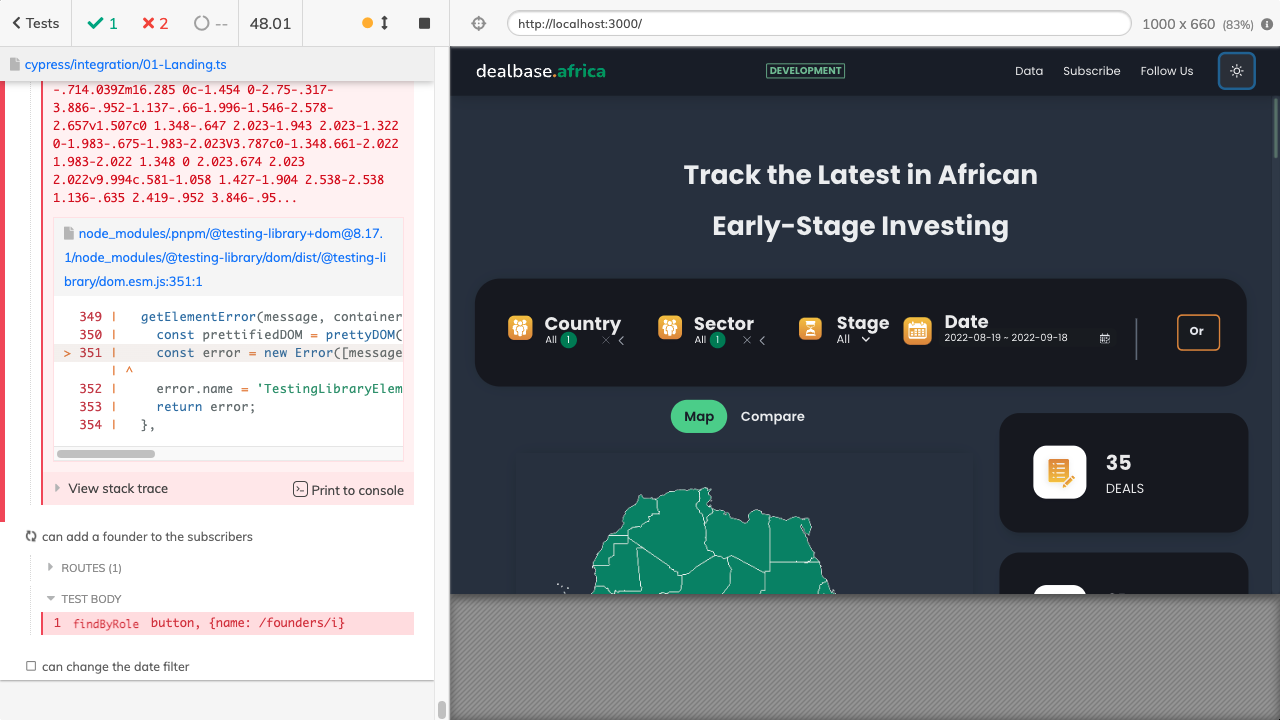 Tests
1
2
--
48.01
http://localhost:3000/
1000 x 660 (83%)
cypress/integration/01-Landing.ts
-.714.039Zm16.285 0c-1.454 0-2.75-.317-
3.886-.952-1.137-.66-1.996-1.546-2.578-
2.657v1.507c0 1.348-.647 2.023-1.943 2.023-1.322
0-1.983-.675-1.983-2.023V3.787c0-1.348.661-2.022
1.983-2.022 1.348 0 2.023.674 2.023
2.022v9.994c.581-1.058 1.427-1.904 2.538-2.538
1.136-.635 2.419-.952 3.846-.95...
node_modules/.pnpm/@testing-library+dom@8.17.
1/node_modules/@testing-library/dom/dist/@testing-li
brary/dom.esm.js:351:1
349 | getElementError(message, container
350 | const prettifiedDOM = prettyDOM(
> 351 | const error = new Error([message
| ^
352 | error.name = 'TestingLibraryElem
353 | return error;
354 | },
View stack trace
Print to console
can add a founder to the subscribers
ROUTES (1)
TEST BODY
1 findByRole button, {name: /founders/i}
can change the date filter
dealbase.africa
DEVELOPMENT
Data
Subscribe
Follow Us
Track the Latest in African
Early-Stage Investing
Country
All 1
Sector
All 1
Stage
All
Date
2022-08-19 ~ 2022-09-18
Or
Map
Compare
35
DEALS